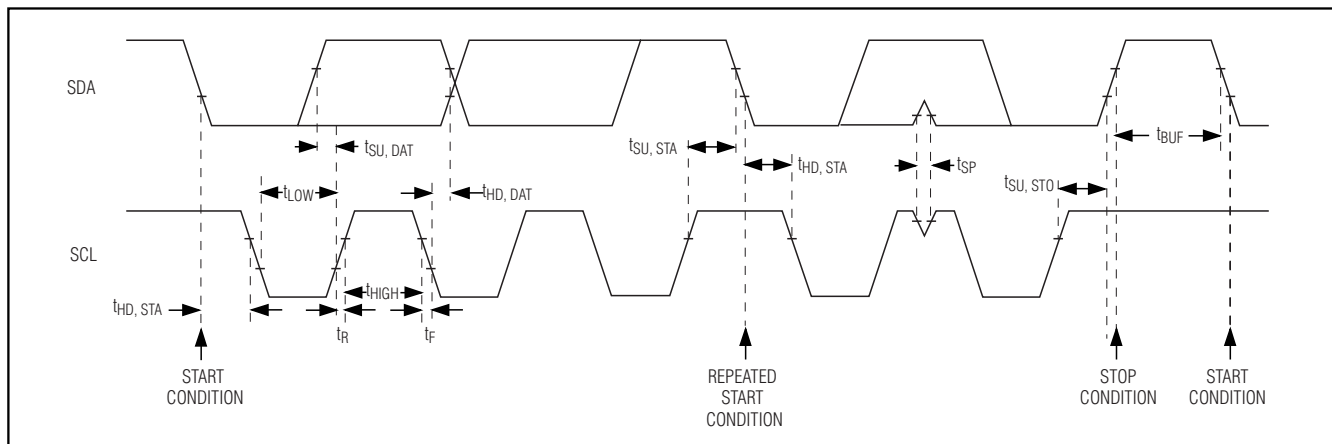 SDA
tSU, DAT
tSU, STA
tHD, STA
tSP
tBUF
tSU, STO
tLOW
tHD, DAT
SCL
tHD, STA
tHIGH
tR
tF
START
CONDITION
REPEATED
START
CONDITION
STOP
CONDITION
START
CONDITION